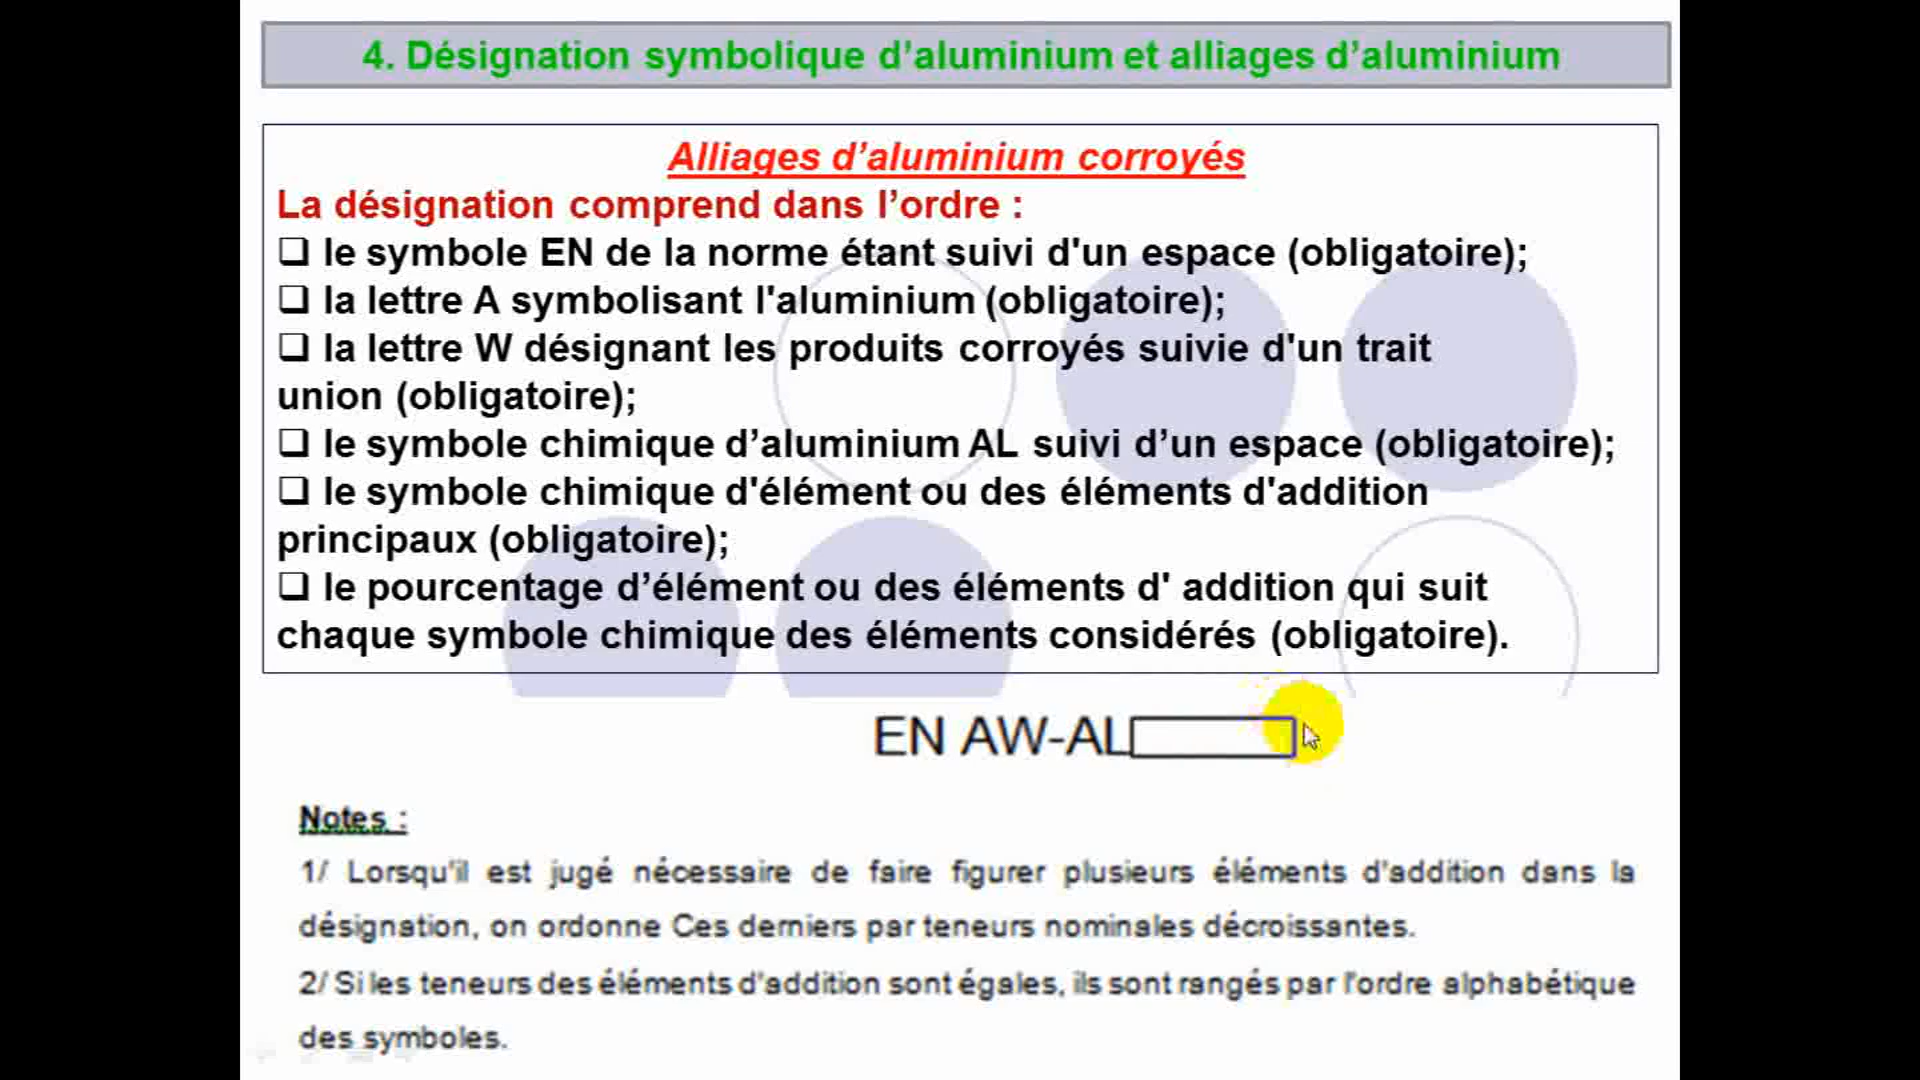 4. Désignation symbolique d’aluminium et alliages d’aluminium
Alliages d’aluminium corroyés
La désignation comprend dans l’ordre :
❑ le symbole EN de la norme étant suivi d'un espace (obligatoire);
❑ la lettre A symbolisant l'aluminium (obligatoire);
❑ la lettre W désignant les produits corroyés suivie d'un trait
union (obligatoire);
❑ le symbole chimique d’aluminium AL suivi d’un espace (obligatoire);
❑ le symbole chimique d'élément ou des éléments d'addition
principaux (obligatoire);
❑ le pourcentage d’élément ou des éléments d' addition qui suit
chaque symbole chimique des éléments considérés (obligatoire).
EN AW-AL
Notes :
1/ Lorsqu'il est jugé nécessaire de faire figurer plusieurs éléments d'addition dans la
désignation, on ordonne Ces derniers par teneurs nominales décroissantes.
2/ Si les teneurs des éléments d'addition sont égales, ils sont rangés par l'ordre alphabétique
des symboles.